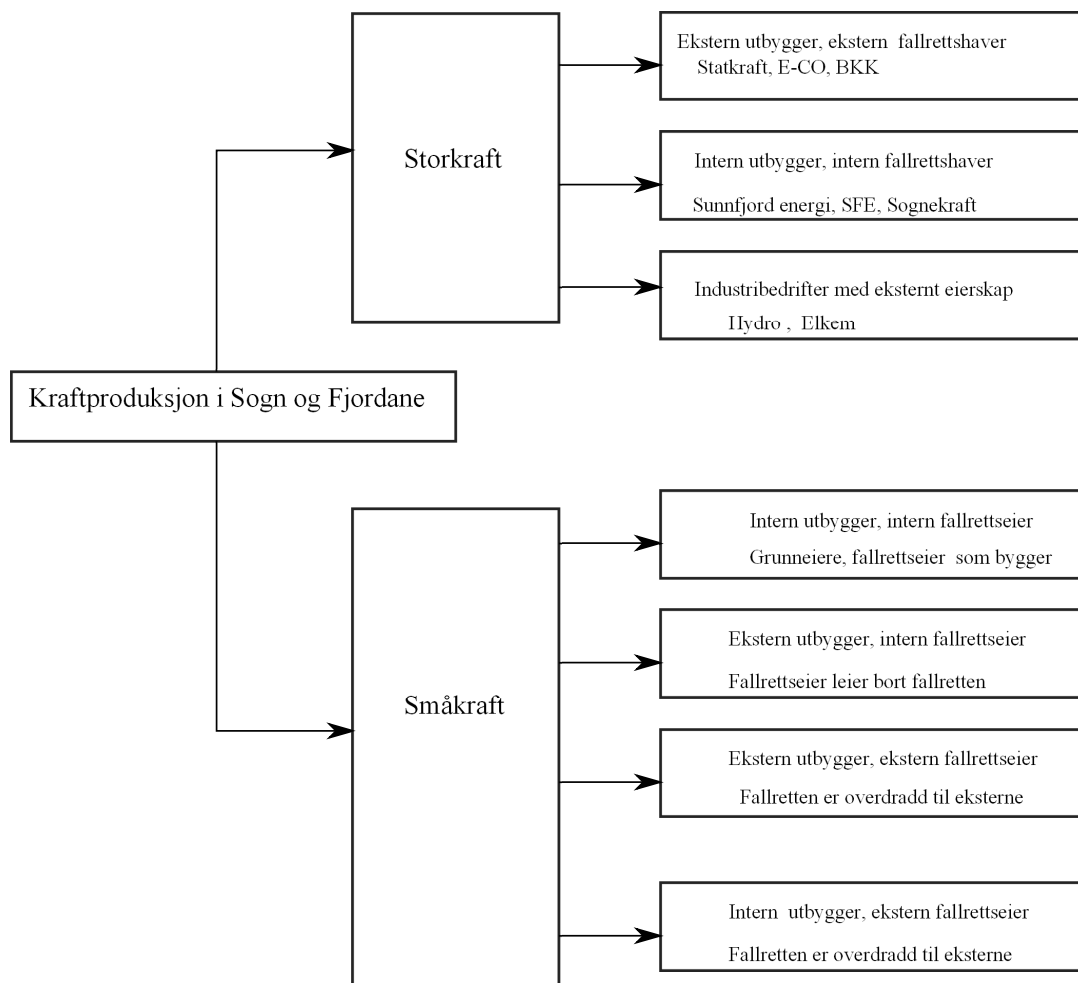 Ekstern utbygger, ekstern fallrettshaver
Statkraft, E-CO, BKK
Storkraft
Intern utbygger, intern fallrettshaver
Sunnfjord energi, SFE, Sognekraft
Industribedrifter med eksternt eierskap
Hydro , Elkem
Kraftproduksjon i Sogn og Fjordane
Intern utbygger, intern fallrettseier
Grunneiere, fallrettseier som bygger
Ekstern utbygger, intern fallrettseier
Fallrettseier leier bort fallretten
Småkraft
Ekstern utbygger, ekstern fallrettseier
Fallretten er overdradd til eksterne
Intern utbygger, ekstern fallrettseier
Fallretten er overdradd til eksterne